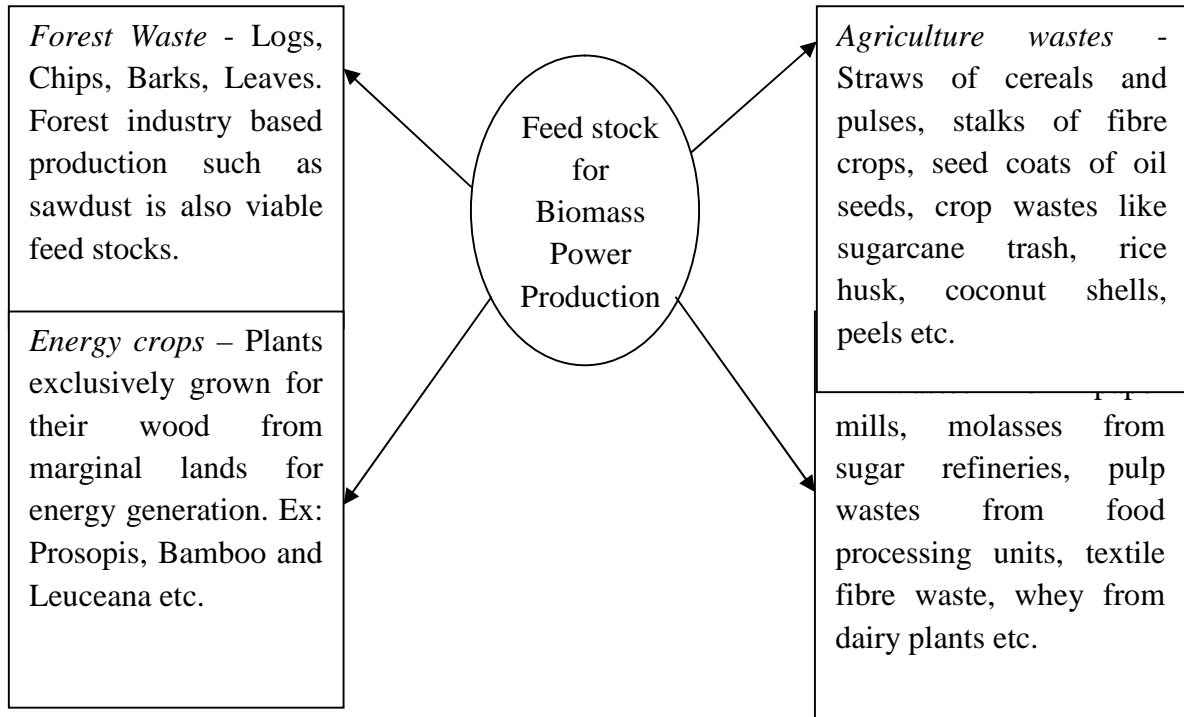 Forest Waste - Logs,
Chips, Barks, Leaves.
Forest industry based
production such as
sawdust is also viable
feed stocks.
Energy crops – Plants
exclusively grown for
their wood from
marginal lands for
energy generation. Ex:
Prosopis, Bamboo and
Leuceana etc.
Feed stock
for
Biomass
Power
Production
Agriculture wastes -
Straws of cereals and
pulses, stalks of fibre
crops, seed coats of oil
seeds, crop wastes like
sugarcane trash, rice
husk, coconut shells,
peels etc.
mills, molasses from
sugar refineries, pulp
wastes from food
processing units, textile
fibre waste, whey from
dairy plants etc.